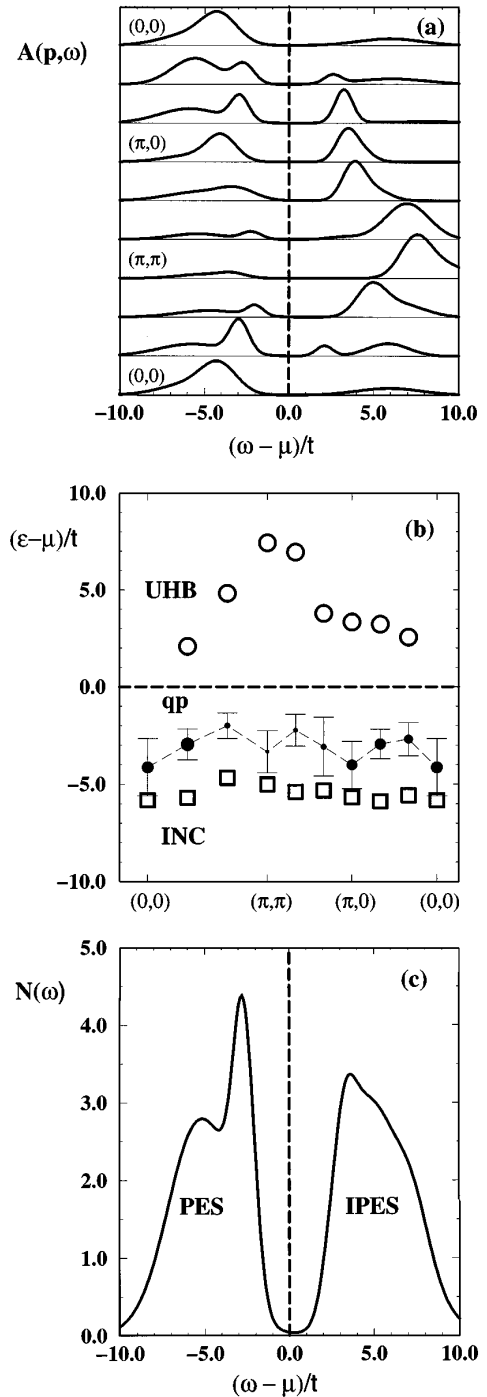 A(p,ω)
(a)
(0,0)
(π,0)
(π,π)
(0,0)
−10.0 −5.0 0.0 5.0 10.0
(ω − μ)/t
(ε−μ)/t
10.0
(b)
UHB
5.0
0.0
qp
−5.0
INC
−10.0
(0,0) (π,π) (π,0) (0,0)
N(ω)
5.0
(c)
4.0
3.0
2.0
PES IPES
1.0
0.0
−10.0 −5.0 0.0 5.0 10.0
(ω − μ)/t